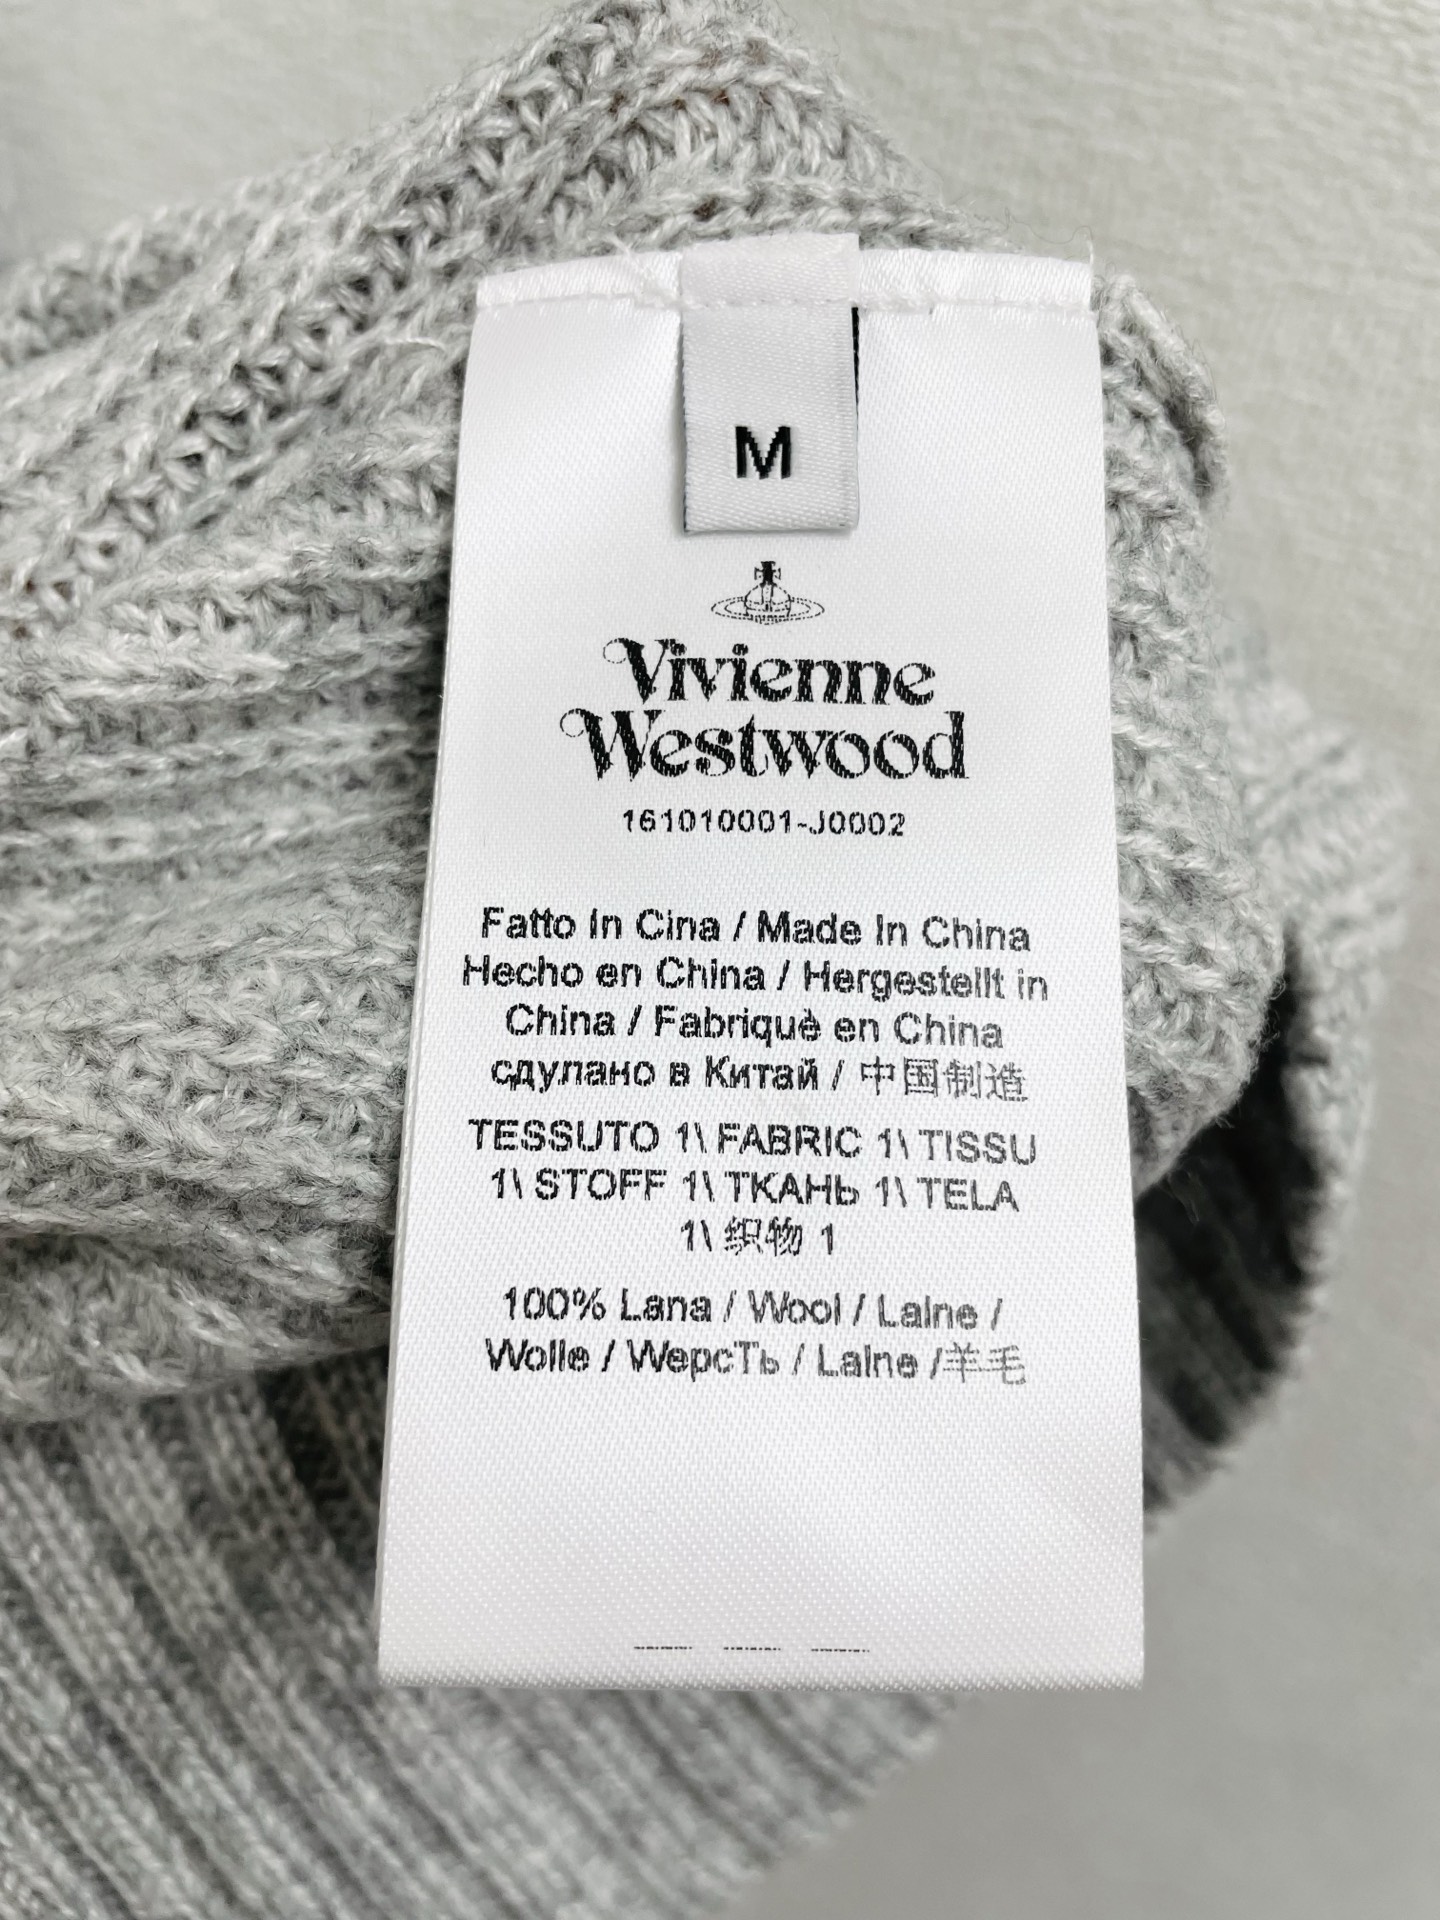 M
Vivienne
Westwood
161010001-J0002
Fatto In Cina / Made In China
Hecho en China / Hergestellt in
China / Fabriquè en China
сдулано в Китай / 中国制造
TESSUTO 1\ FABRIC 1\ TISSU
1\ STOFF 1\ ТКАНЬ 1\ TELA
1\ 织物 1
100% Lana / Wool / Laine /
Wolle / WepcTь / Laine /羊毛